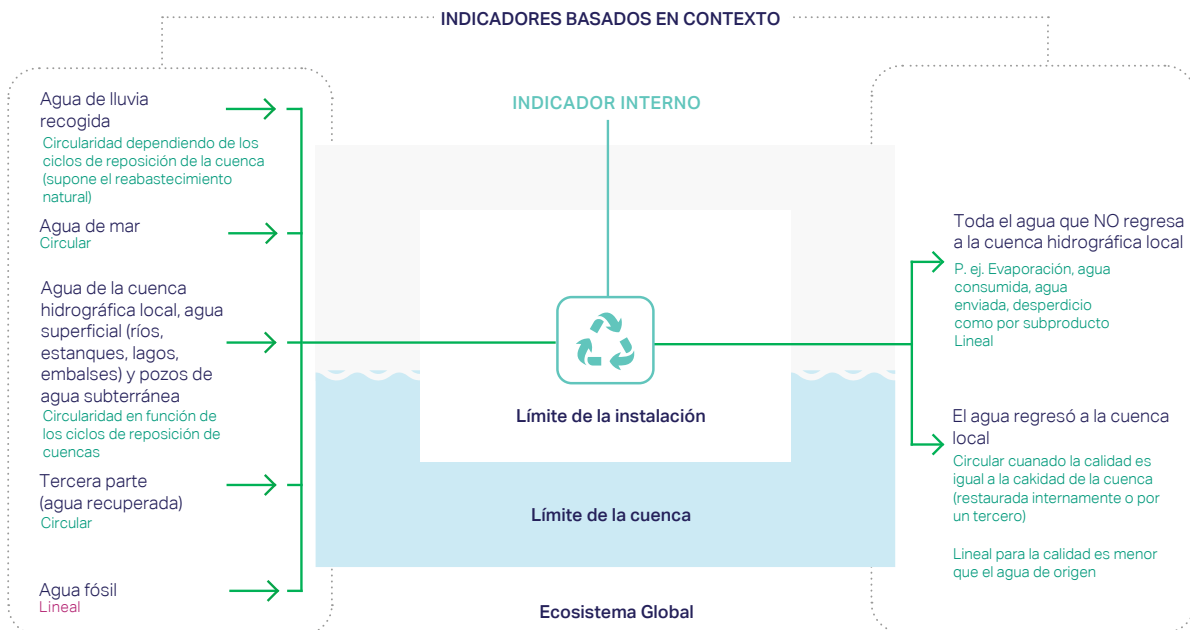 INDICADORES BASADOS EN CONTEXTO
Agua de lluvia
recogida
Circularidad dependiendo de los
ciclos de reposición de la cuenca
(supone el reabastecimiento
natural)
Agua de mar
Circular
Agua de la cuenca
hidrográfica local, agua
superficial (ríos,
estanques, lagos,
embalses) y pozos de
agua subterránea
Circularidad en función de
los ciclos de reposición de
cuencas
Tercera parte
(agua recuperada)
Circular
Agua fósil
Lineal
INDICADOR INTERNO
Límite de la instalación
Límite de la cuenca
Ecosistema Global
Toda el agua que NO regresa
a la cuenca hidrográfica local
P. ej. Evaporación, agua
consumida, agua
enviada, desperdicio
como por subproducto
Lineal
El agua regresó a la cuenca
local
Circular cuanado la calidad es
igual a la cakidad de la cuenca
(restaurada internamente o por
un tercero)
Lineal para la calidad es menor
que el agua de origen